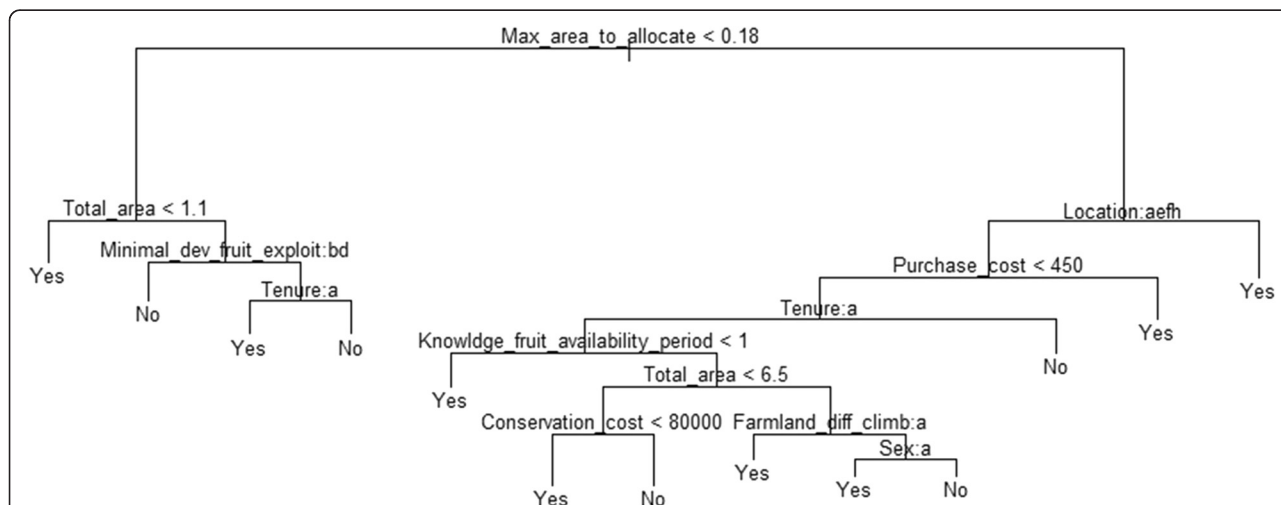 Max_area_to_allocate < 0.18
Total_area < 1.1
Location:aefh
Minimal_dev_fruit_exploit:bd
Purchase_cost < 450
Yes
Tenure:a
Yes
No
Tenure:a
Yes
Yes
No
Knowldge_fruit_availability_period < 1
No
Total_area < 6.5
Yes
Conservation_cost < 80000
Farmland_diff_climb:a
Yes
Sex:a
Yes
No
Yes
No